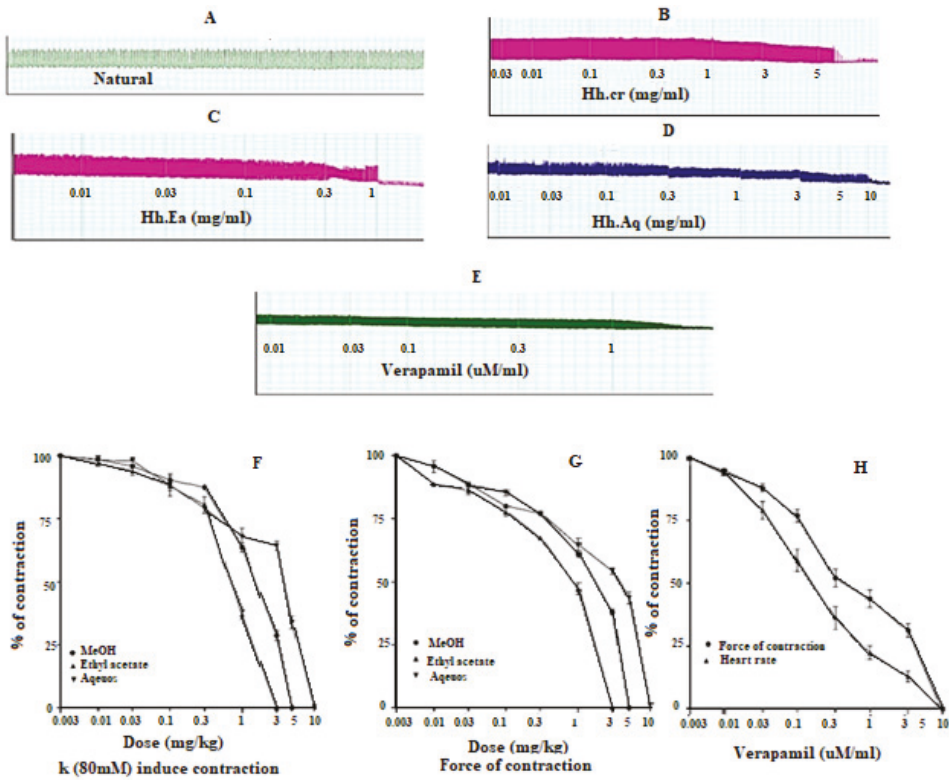 A
Natural
B
0.03 0.01 0.1 0.3 1 3 5
Hh.cr (mg/ml)
C
0.01 0.03 0.1 0.3 1
Hh.Ea (mg/ml)
D
0.01 0.03 0.1 0.3 1 3 5 10
Hh.Aq (mg/ml)
E
0.01 0.03 0.1 0.3 1
Verapamil (uM/ml)
F
% of contraction
100
75
50
25
0
MeOH
Ethyl acetate
Aqenos
0.003 0.01 0.03 0.1 0.3 1 3 5 10
Dose (mg/kg)
k (80mM) induce contraction
G
% of contraction
100
75
50
25
0
MeOH
Ethyl acetate
Aqenos
0.003 0.01 0.03 0.1 0.3 1 3 5 10
Dose (mg/kg)
Force of contraction
H
% of contraction
100
75
50
25
0
Force of contraction
Heart rate
0.003 0.01 0.03 0.1 0.3 1 3 5 10
Verapamil (uM/ml)